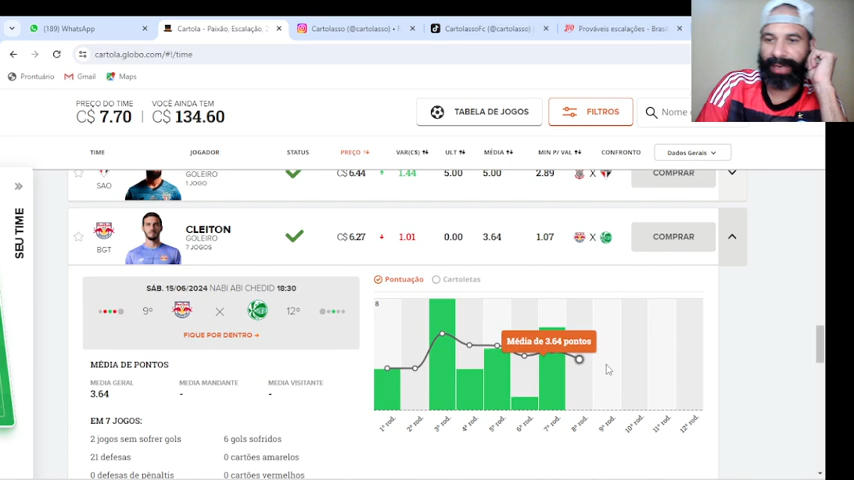 (189) WhatsApp
Cartola - Paixão, Escalação, 2
Cartolasso (@cartolasso) •
CartolassoFc (@cartolasso) |
Prováveis escalações - Brasil
cartola.globo.com/#!/time
Prontuário
Gmail
Maps
PREÇO DO TIME
C$ 7.70
VOCÊ AINDA TEM
C$ 134.60
TABELA DE JOGOS
FILTROS
Nome
TIME JOGADOR STATUS PREÇO VAR(C$) ULT MÉDIA MIN P/ VAL CONFRONTO Dados Gerais
SAO
GOLEIRO
1 JOGO
C$ 6.44 1.44 5.00 5.00 2.89 X COMPRAR
SEU TIME
BGT
CLEITON
GOLEIRO
7 JOGOS
C$ 6.27 1.01 0.00 3.64 1.07 X COMPRAR
SÁB. 15/06/2024 NABI ABI CHEDID 18:30
9º 12º
FIQUE POR DENTRO
MÉDIA DE PONTOS
MEDIA GERAL
3.64
MEDIA MANDANTE
-
MEDIA VISITANTE
-
EM 7 JOGOS:
2 jogos sem sofrer gols
6 gols sofridos
21 defesas
0 cartões amarelos
0 defesas de pênaltis
0 cartões vermelhos
Pontuação
Cartoletas
8
Média de 3.64 pontos
1ª rod. 2ª rod. 3ª rod. 4ª rod. 5ª rod. 6ª rod. 7ª rod. 8ª rod. 9ª rod. 10ª rod. 11ª rod. 12ª rod.